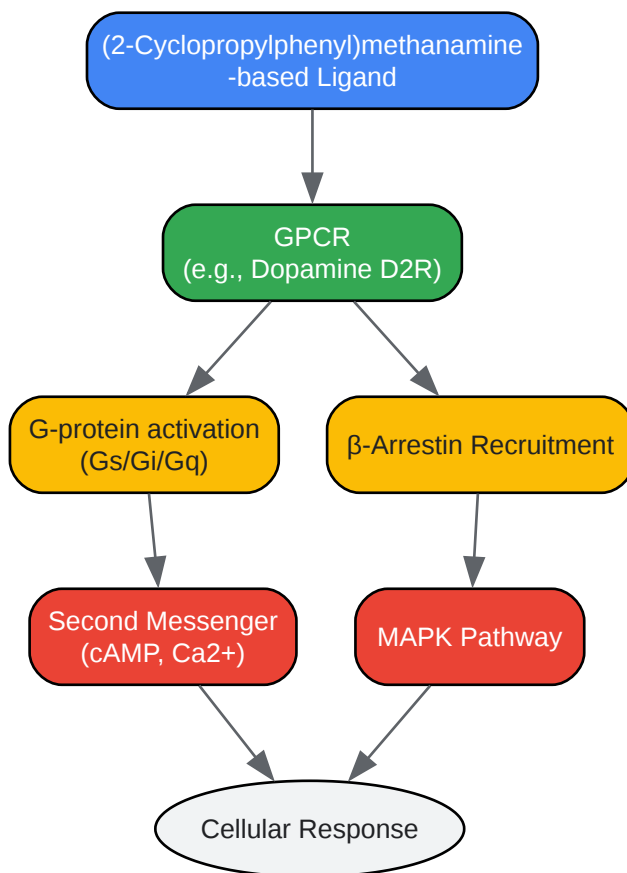 (2-Cyclopropylphenyl)methanamine
-based Ligand
GPCR
(e.g., Dopamine D2R)
G-protein activation
(Gs/Gi/Gq)
β-Arrestin Recruitment
Second Messenger
(cAMP, Ca2+)
MAPK Pathway
Cellular Response